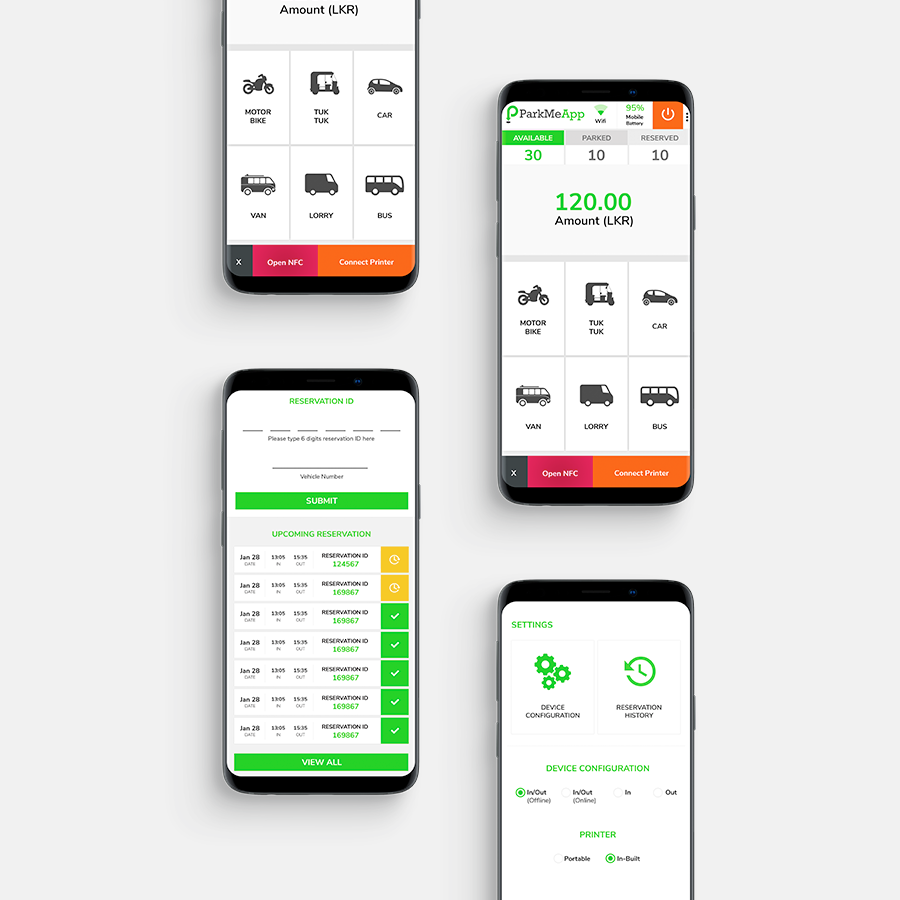 Amount (LKR)
MOTOR
BIKE
TUK
TUK
CAR
VAN
LORRY
BUS
X
Open NFC
Connect Printer
ParkMeApp
Wifi
95%
Mobile
Battery
AVAILABLE
PARKED
RESERVED
30
10
10
120.00
Amount (LKR)
MOTOR
BIKE
TUK
TUK
CAR
VAN
LORRY
BUS
X
Open NFC
Connect Printer
RESERVATION ID
Please type 6 digits reservation ID here
Vehicle Number
SUBMIT
UPCOMING RESERVATION
Jan 28 13:05 15:35 RESERVATION ID
DATE IN OUT 124567
Jan 28 13:05 15:35 RESERVATION ID
DATE IN OUT 169867
Jan 28 13:05 15:35 RESERVATION ID
DATE IN OUT 169867
Jan 28 13:05 15:35 RESERVATION ID
DATE IN OUT 169867
Jan 28 13:05 15:35 RESERVATION ID
DATE IN OUT 169867
Jan 28 13:05 15:35 RESERVATION ID
DATE IN OUT 169867
Jan 28 13:05 15:35 RESERVATION ID
DATE IN OUT 169867
VIEW ALL
SETTINGS
DEVICE
CONFIGURATION
RESERVATION
HISTORY
DEVICE CONFIGURATION
In/Out
(Offline)
In/Out
(Online)
In
Out
PRINTER
Portable
In-Built